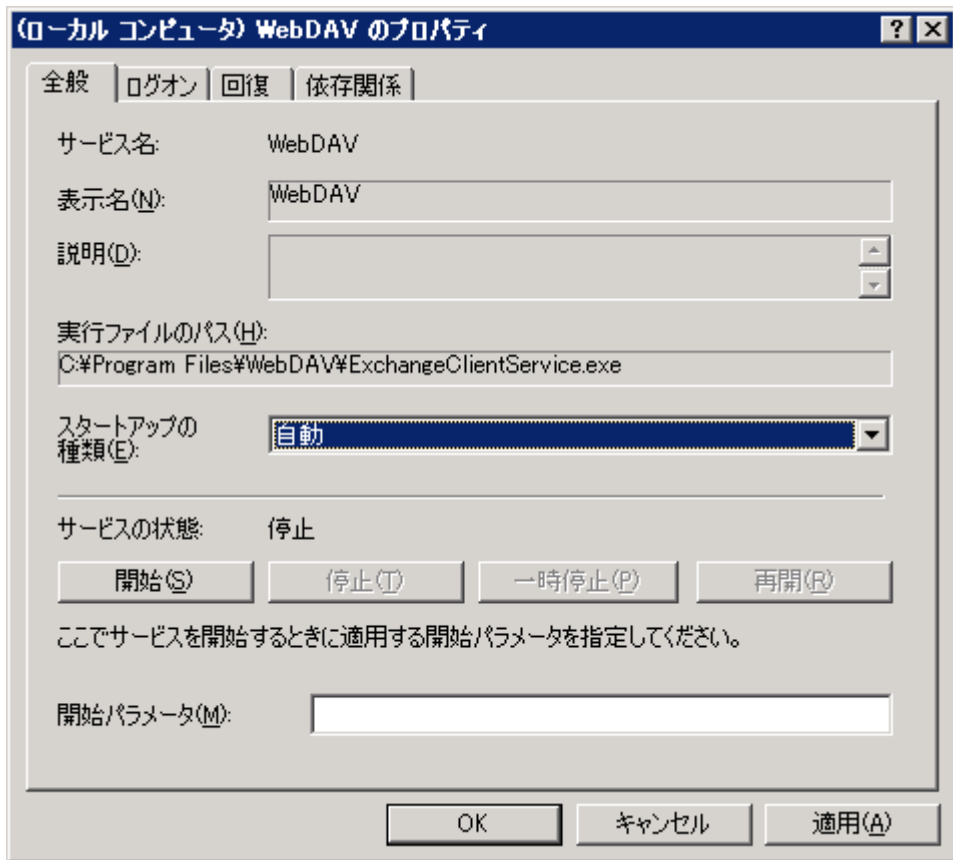 (ローカル コンピュータ) WebDAV のプロパティ
全般 ログオン 回復 依存関係
サービス名: WebDAV
表示名(N): WebDAV
説明(D):
実行ファイルのパス(H):
C:¥Program Files¥WebDAV¥ExchangeClientService.exe
スタートアップの
種類(E): 自動
サービスの状態: 停止
開始(S) 停止(T) 一時停止(P) 再開(R)
ここでサービスを開始するときに適用する開始パラメータを指定してください。
開始パラメータ(M):
OK キャンセル 適用(A)